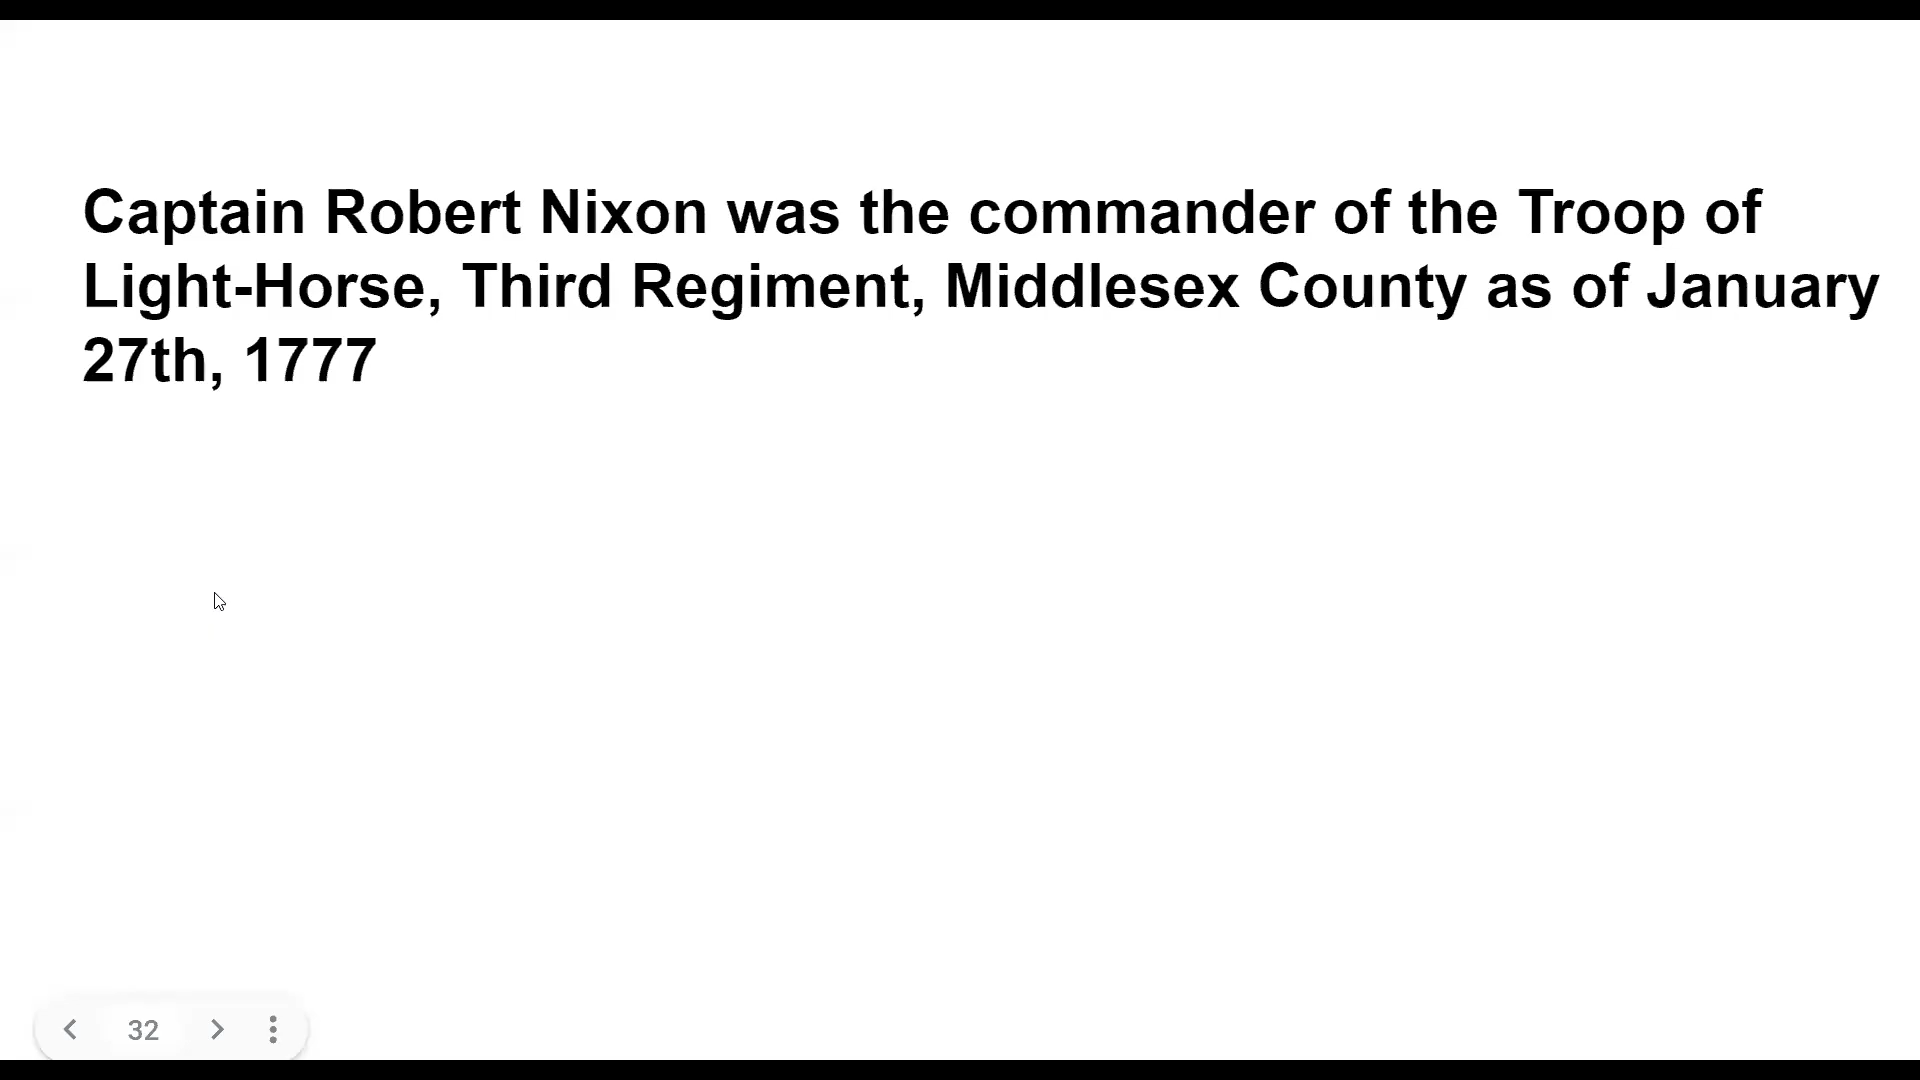 Captain Robert Nixon was the commander of the Troop of
Light-Horse, Third Regiment, Middlesex County as of January
27th, 1777
32